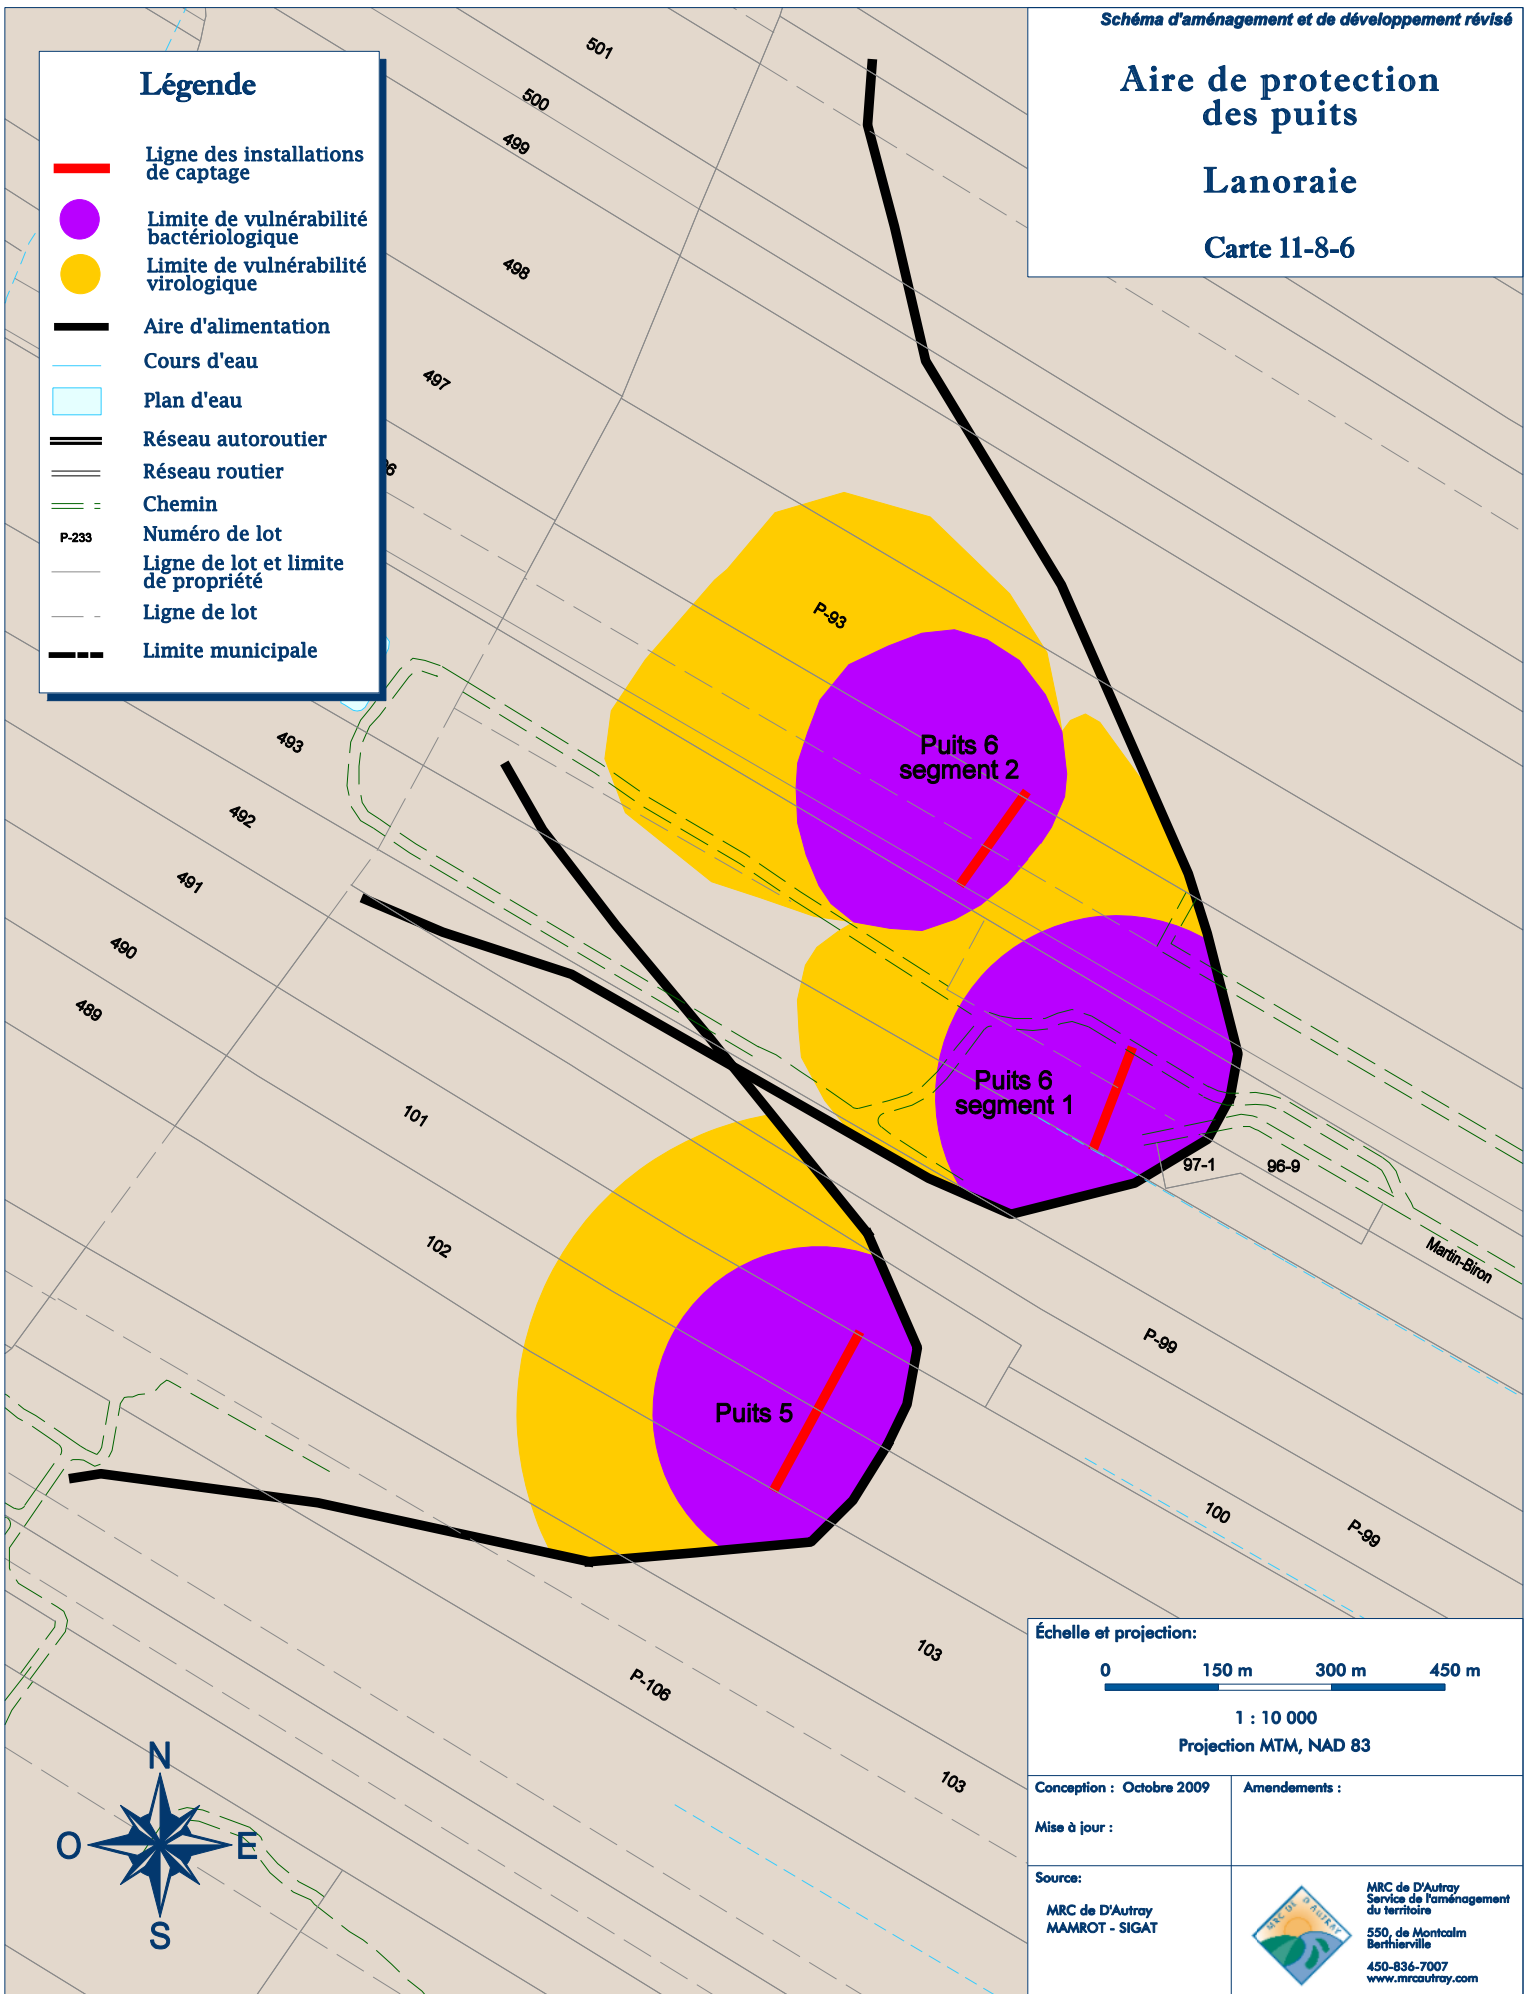 Schéma d'aménagement et de développement révisé
Aire de protection
des puits
Lanoraie
Carte 11-8-6
Légende
Ligne des installations
de captage
Limite de vulnérabilité
bactériologique
Limite de vulnérabilité
virologique
Aire d'alimentation
Cours d'eau
Plan d'eau
Réseau autoroutier
Réseau routier
Chemin
P-233 Numéro de lot
Ligne de lot et limite
de propriété
Ligne de lot
Limite municipale
501
500
499
498
497
P-93
493
492
491
490
489
Puits 6
segment 2
Puits 6
segment 1
97-1
96-9
Martin-Biron
101
102
P-99
Puits 5
100
P-99
103
P-106
103
N
O
E
S
Échelle et projection:
0 150 m 300 m 450 m
1 : 10 000
Projection MTM, NAD 83
Conception : Octobre 2009
Mise à jour :
Amendements :
Source:
MRC de D'Autray
MAMROT - SIGAT
MRC DE D'AUTRAY
MRC de D'Autray
Service de l'aménagement
du territoire
550, de Montcalm
Berthierville
450-836-7007
www.mrcautray.com